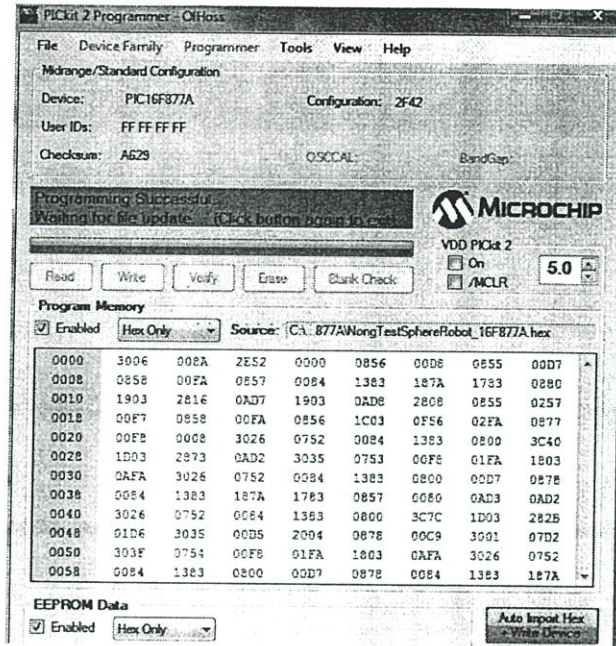 PICkit 2 Programmer - OfHoss
File Device Family Programmer Tools View Help
Midrange/Standard Configuration
Device: PIC16F877A Configuration: 2F42
User IDs: FF FF FF FF
Checksum: A629 OSCCAL: BandGap:
Programming Successful.
Waiting for file update... (Click button again to exit)
MICROCHIP
VDD PICkit 2
On
/MCLR
5.0
Read Write Verify Erase Blank Check
Program Memory
Enabled Hex Only Source: C:\...877A\NongTestSphereRobot_16F877A.hex
0000 3006 008A 2E52 0000 0856 00D8 0855 00D7
0008 0858 00FA 0857 0084 1383 187A 1783 0880
0010 1903 2816 0AD7 1903 0AD8 2808 0855 0257
0018 00F7 0858 00FA 0856 1C03 0F56 02FA 0877
0020 00F8 0008 3026 0752 0084 1383 0800 3C40
0028 1D03 2873 0AD2 3035 0753 00F8 01FA 1803
0030 0AFA 3026 0752 0084 1383 0800 00D7 0878
0038 0084 1383 187A 1783 0857 0080 0AD3 0AD2
0040 3026 0752 0084 1383 0800 3C7C 1D03 282B
0048 01D6 3035 00D5 2004 0878 00C9 3001 07D2
0050 303F 0754 00F8 01FA 1803 0AFA 3026 0752
0058 0084 1383 0800 00D7 0878 0084 1383 187A
EEPROM Data
Enabled Hex Only
Auto Import Hex
+ Write Device